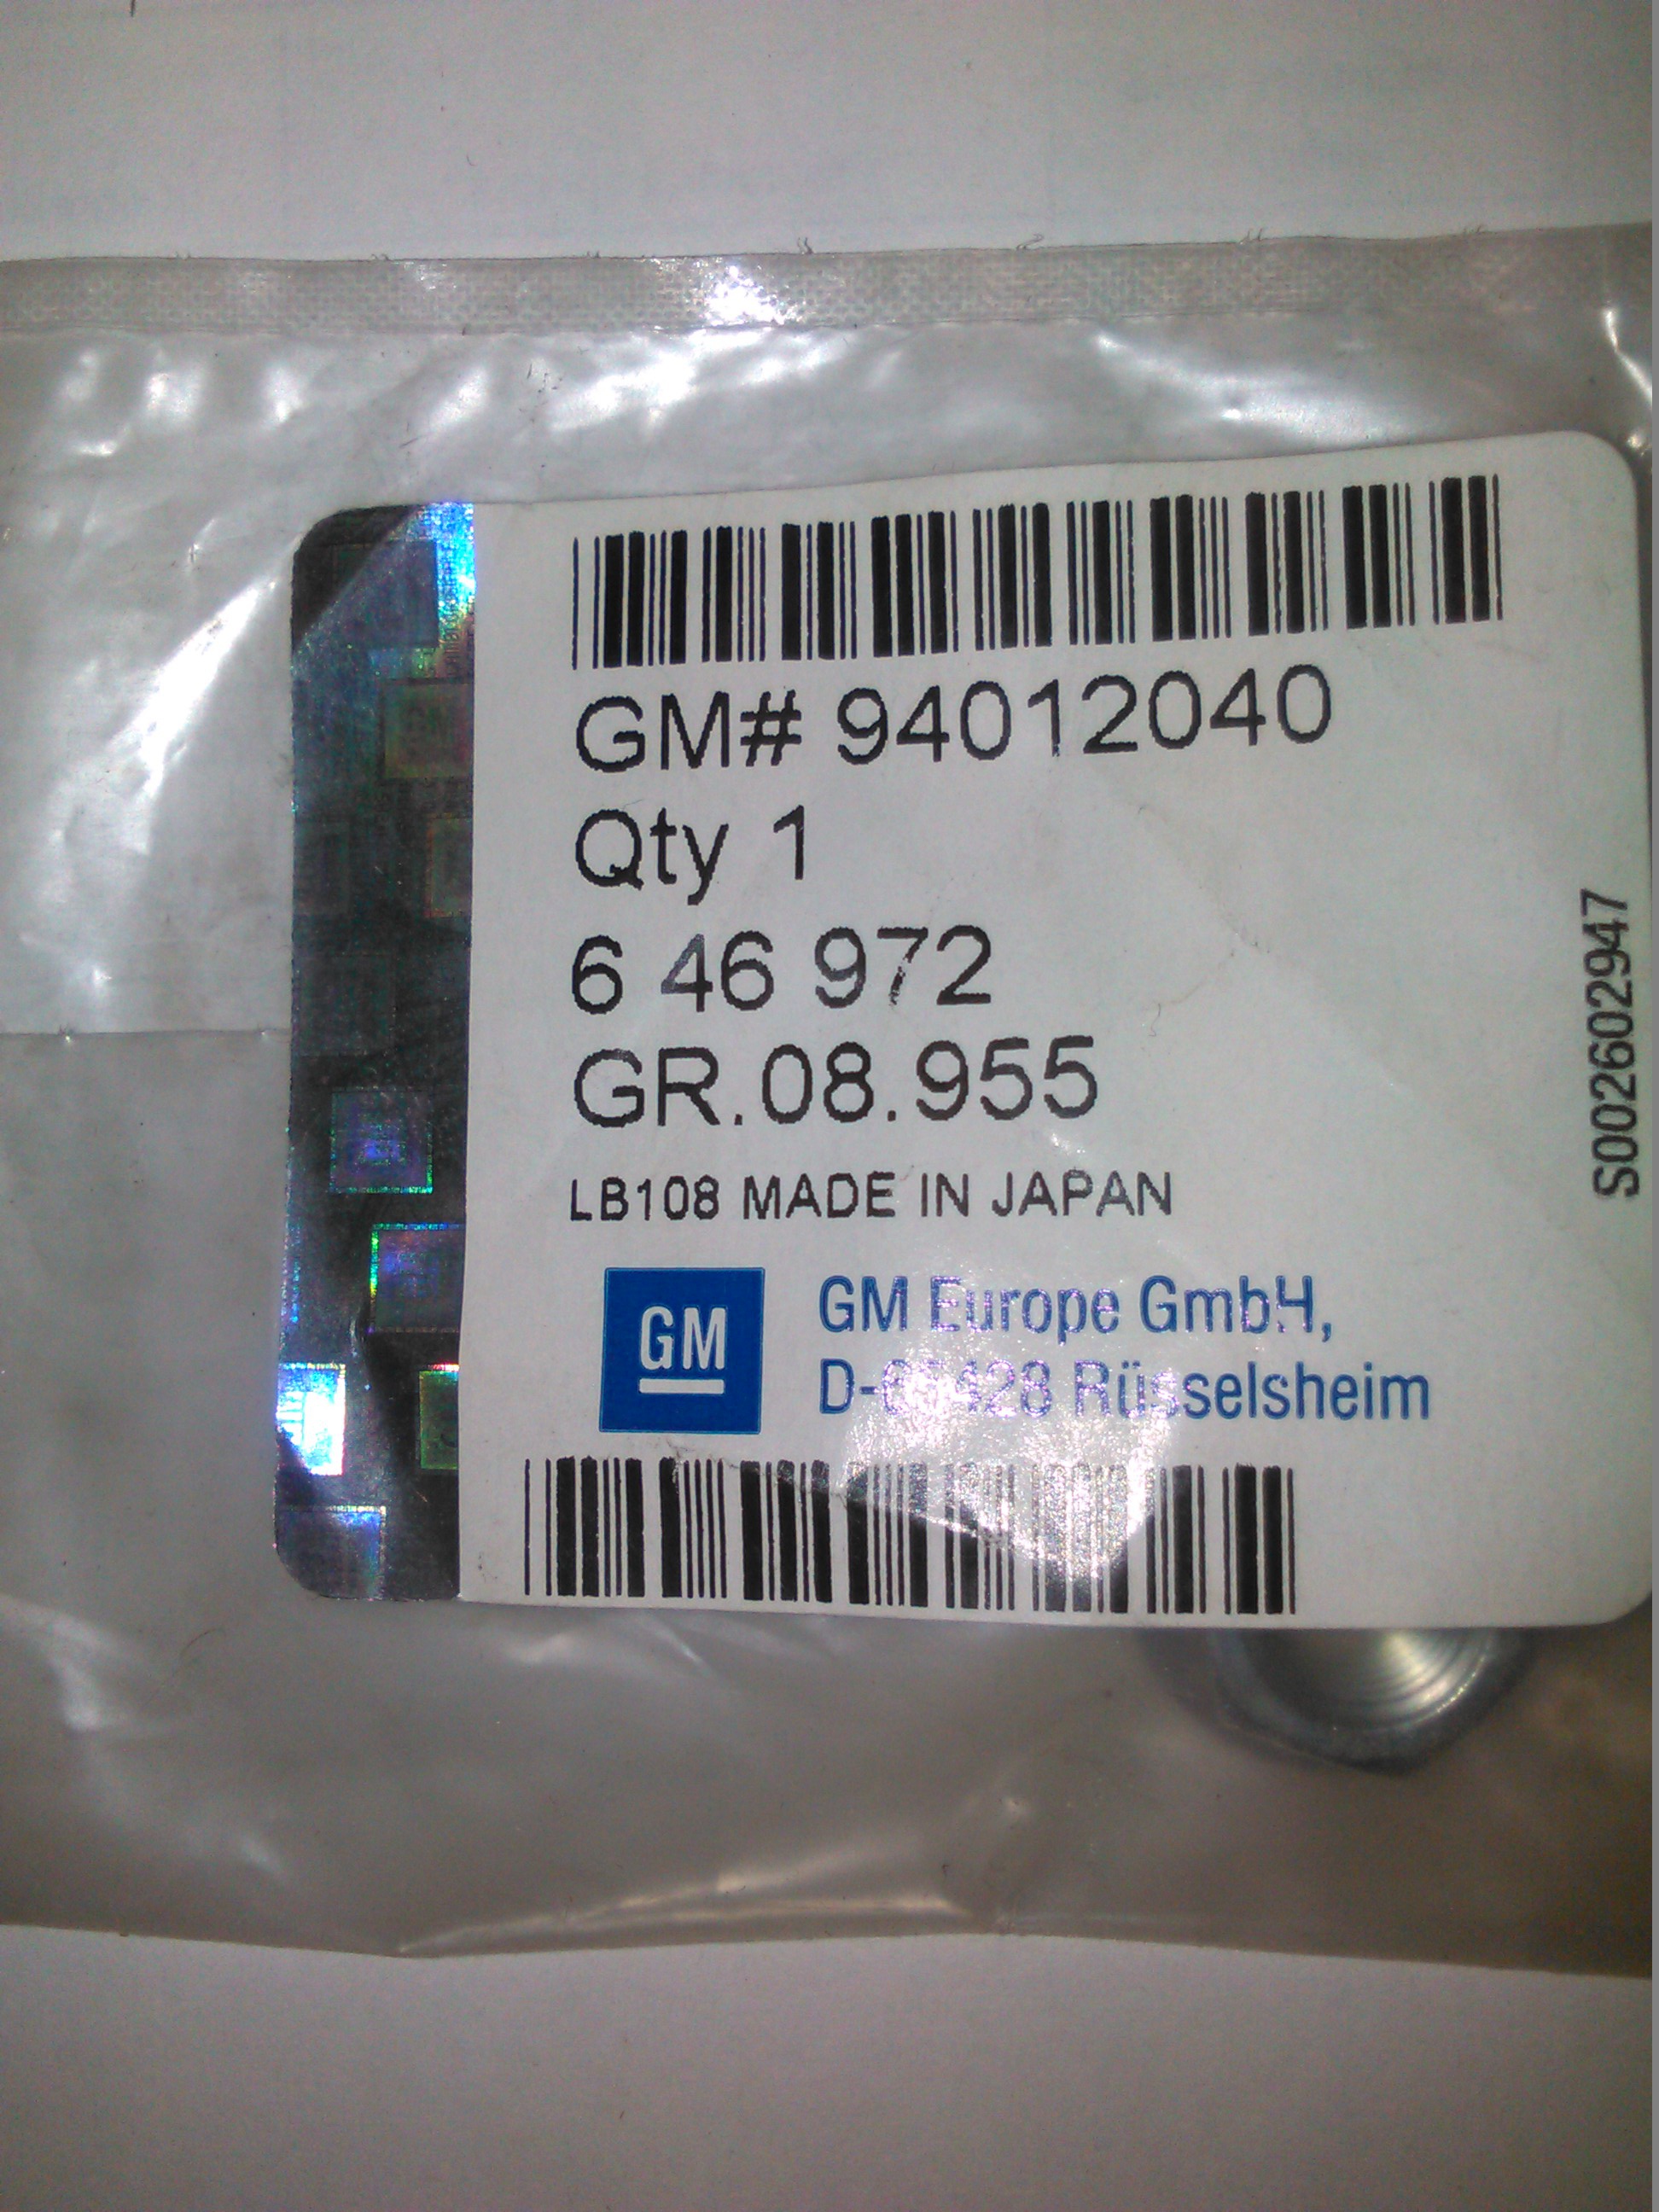 GM# 94012040
Qty 1
6 46 972
GR.08.955
LB108 MADE IN JAPAN
GM
GM Europe GmbH,
D-65428 Rüsselsheim
S002602947